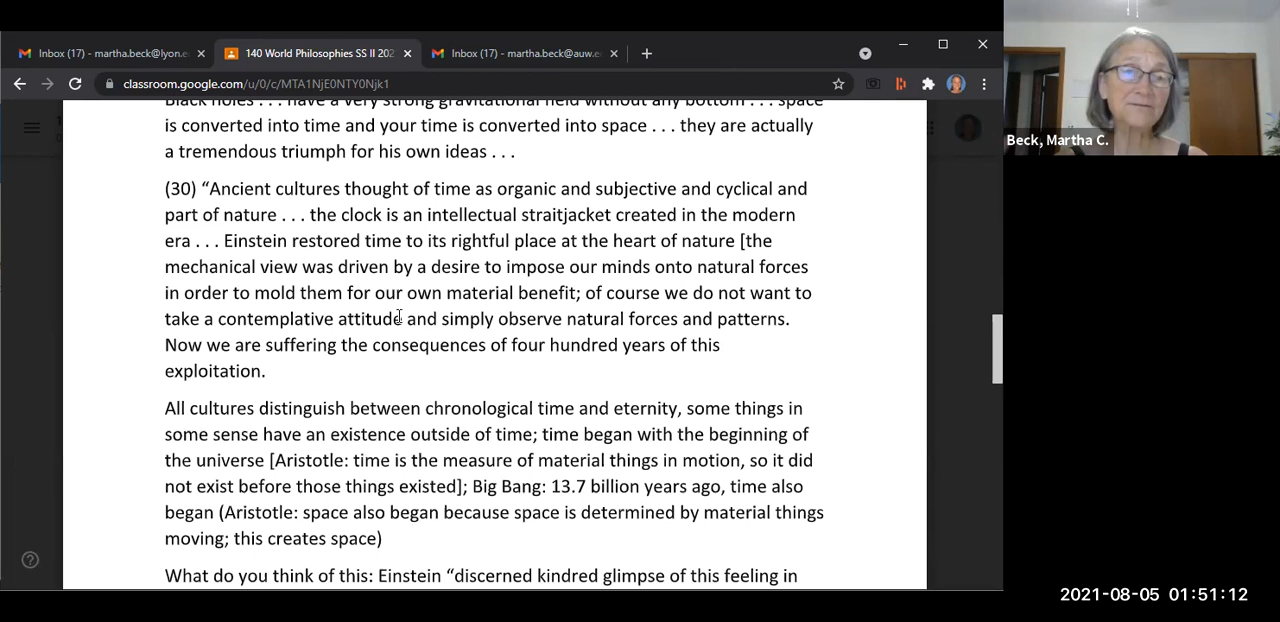 Inbox (17) - martha.beck@lyon.e
140 World Philosophies SS II 202
Inbox (17) - martha.beck@auw.e
classroom.google.com/u/0/c/MTA1NjE0NTY0Njk1
Beck, Martha C.
Black holes . . . have a very strong gravitational field without any bottom . . . space
is converted into time and your time is converted into space . . . they are actually
a tremendous triumph for his own ideas . . .
(30) “Ancient cultures thought of time as organic and subjective and cyclical and
part of nature . . . the clock is an intellectual straitjacket created in the modern
era . . . Einstein restored time to its rightful place at the heart of nature [the
mechanical view was driven by a desire to impose our minds onto natural forces
in order to mold them for our own material benefit; of course we do not want to
take a contemplative attitude and simply observe natural forces and patterns.
Now we are suffering the consequences of four hundred years of this
exploitation.
All cultures distinguish between chronological time and eternity, some things in
some sense have an existence outside of time; time began with the beginning of
the universe [Aristotle: time is the measure of material things in motion, so it did
not exist before those things existed]; Big Bang: 13.7 billion years ago, time also
began (Aristotle: space also began because space is determined by material things
moving; this creates space)
What do you think of this: Einstein “discerned kindred glimpse of this feeling in
2021-08-05 01:51:12